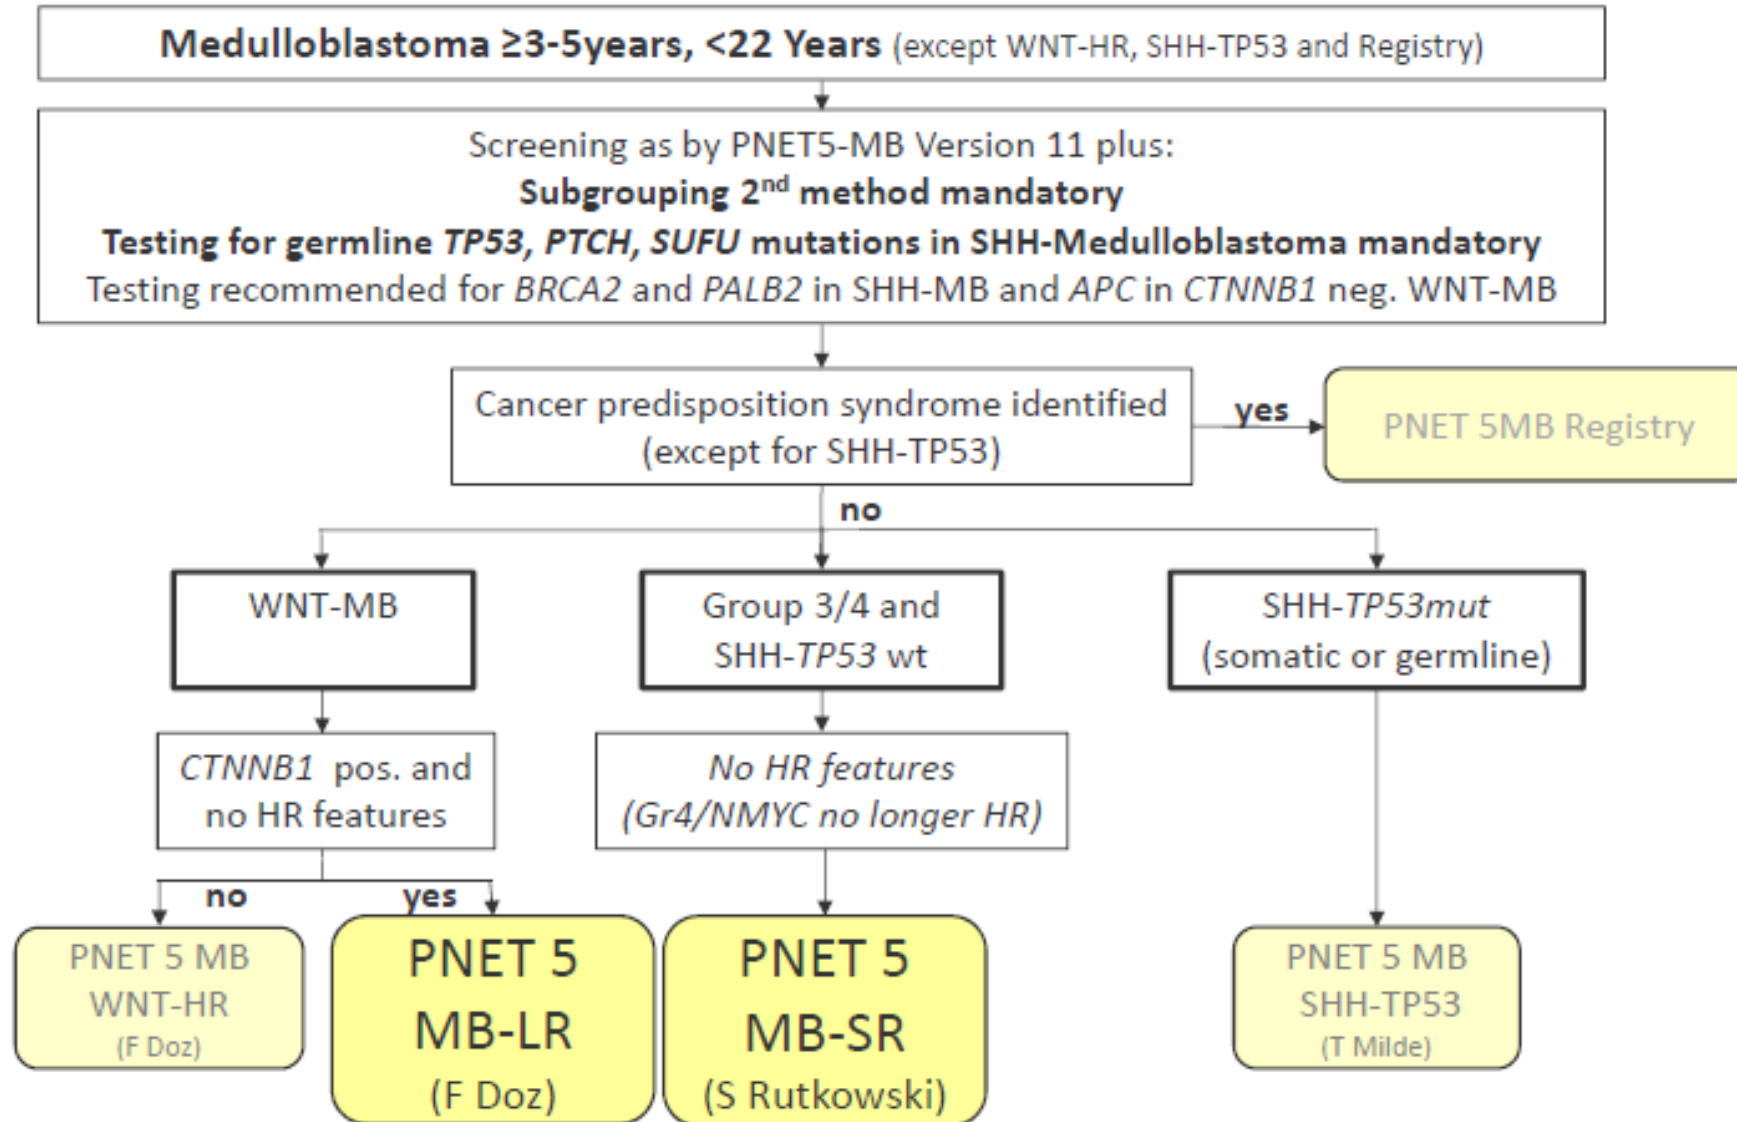 Medulloblastoma ≥3-5years, <22 Years (except WNT-HR, SHH-TP53 and Registry)
Screening as by PNET5-MB Version 11 plus:
Subgrouping 2nd method mandatory
Testing for germline TP53, PTCH, SUFU mutations in SHH-Medulloblastoma mandatory
Testing recommended for BRCA2 and PALB2 in SHH-MB and APC in CTNNB1 neg. WNT-MB
Cancer predisposition syndrome identified
(except for SHH-TP53)
yes
PNET 5MB Registry
no
WNT-MB
Group 3/4 and
SHH-TP53 wt
SHH-TP53mut
(somatic or germline)
CTNNB1 pos. and
no HR features
No HR features
(Gr4/NMYC no longer HR)
no
yes
PNET 5 MB
WNT-HR
(F Doz)
PNET 5
MB-LR
(F Doz)
PNET 5
MB-SR
(S Rutkowski)
PNET 5 MB
SHH-TP53
(T Milde)